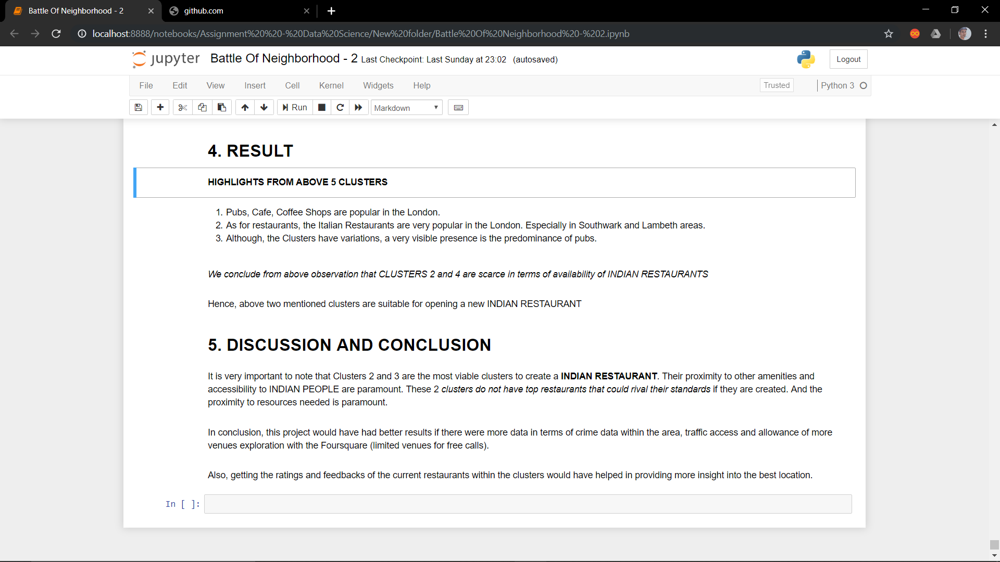 Battle Of Neighborhood - 2
github.com
localhost:8888/notebooks/Assignment%20%20-%20Data%20Science/New%20folder/Battle%20Of%20Neighborhood%20-%202.ipynb
jupyter Battle Of Neighborhood - 2 Last Checkpoint: Last Sunday at 23:02 (autosaved)
Logout
File Edit View Insert Cell Kernel Widgets Help
Trusted
Python 3
Run
Markdown
4. RESULT
HIGHLIGHTS FROM ABOVE 5 CLUSTERS
1. Pubs, Cafe, Coffee Shops are popular in the London.
2. As for restaurants, the Italian Restaurants are very popular in the London. Especially in Southwark and Lambeth areas.
3. Although, the Clusters have variations, a very visible presence is the predominance of pubs.
We conclude from above observation that CLUSTERS 2 and 4 are scarce in terms of availability of INDIAN RESTAURANTS
Hence, above two mentioned clusters are suitable for opening a new INDIAN RESTAURANT
5. DISCUSSION AND CONCLUSION
It is very important to note that Clusters 2 and 3 are the most viable clusters to create a INDIAN RESTAURANT. Their proximity to other amenities and
accessibility to INDIAN PEOPLE are paramount. These 2 clusters do not have top restaurants that could rival their standards if they are created. And the
proximity to resources needed is paramount.
In conclusion, this project would have had better results if there were more data in terms of crime data within the area, traffic access and allowance of more
venues exploration with the Foursquare (limited venues for free calls).
Also, getting the ratings and feedbacks of the current restaurants within the clusters would have helped in providing more insight into the best location.
In [ ]: